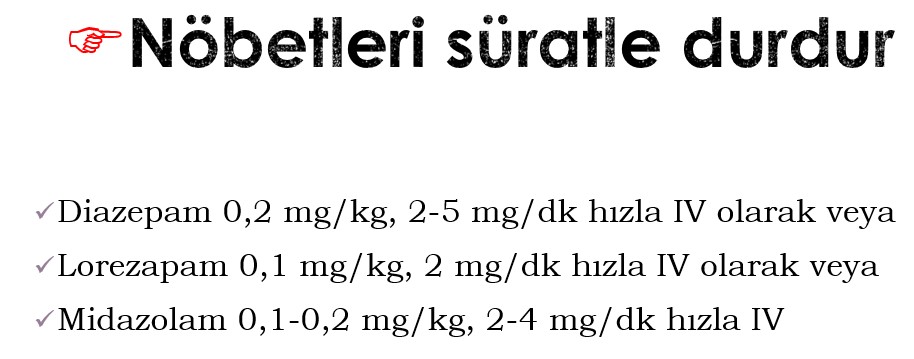 Nöbetleri süratle durdur
Diazepam 0,2 mg/kg, 2-5 mg/dk hızla IV olarak veya
Lorezapam 0,1 mg/kg, 2 mg/dk hızla IV olarak veya
Midazolam 0,1-0,2 mg/kg, 2-4 mg/dk hızla IV